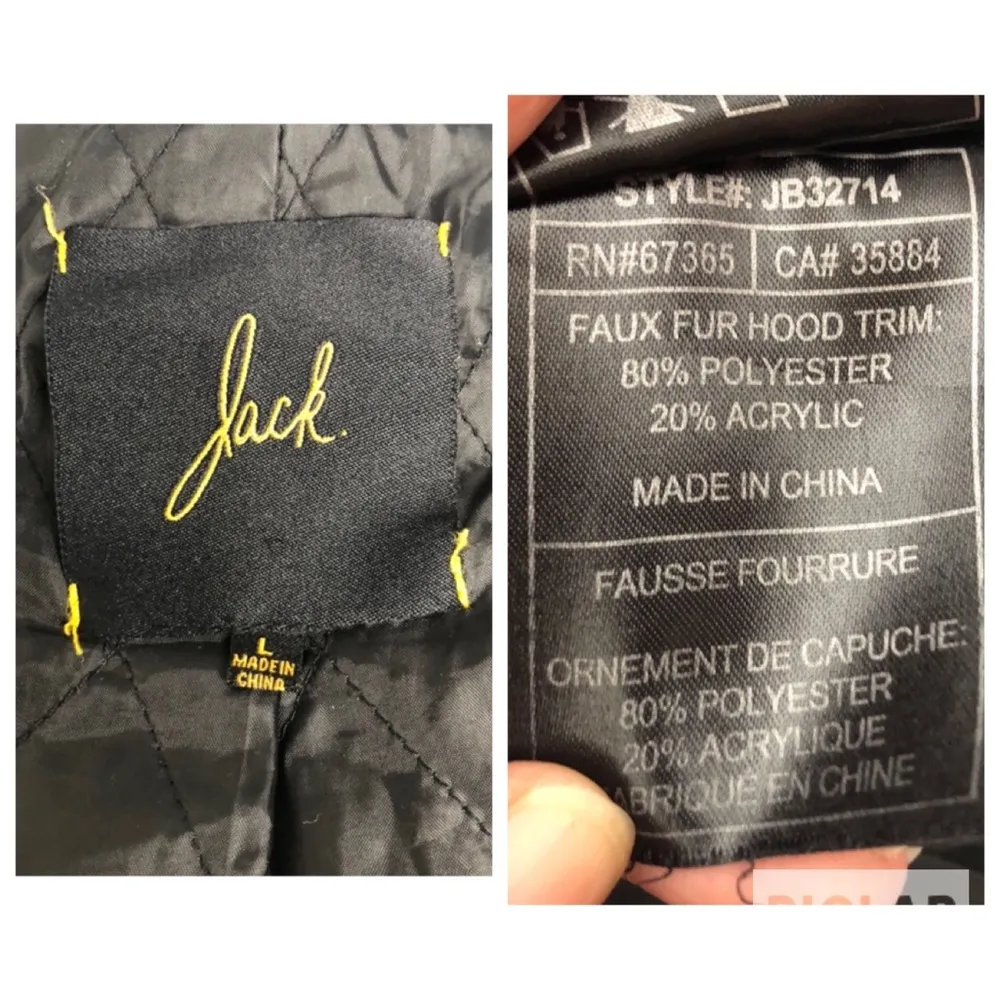 Jack.
L
MADE IN
CHINA
STYLE#: JB32714
RN#67365 CA# 35884
FAUX FUR HOOD TRIM:
80% POLYESTER
20% ACRYLIC
MADE IN CHINA
FAUSSE FOURRURE
ORNEMENT DE CAPUCHE:
80% POLYESTER
20% ACRYLIQUE
FABRIQUE EN CHINE